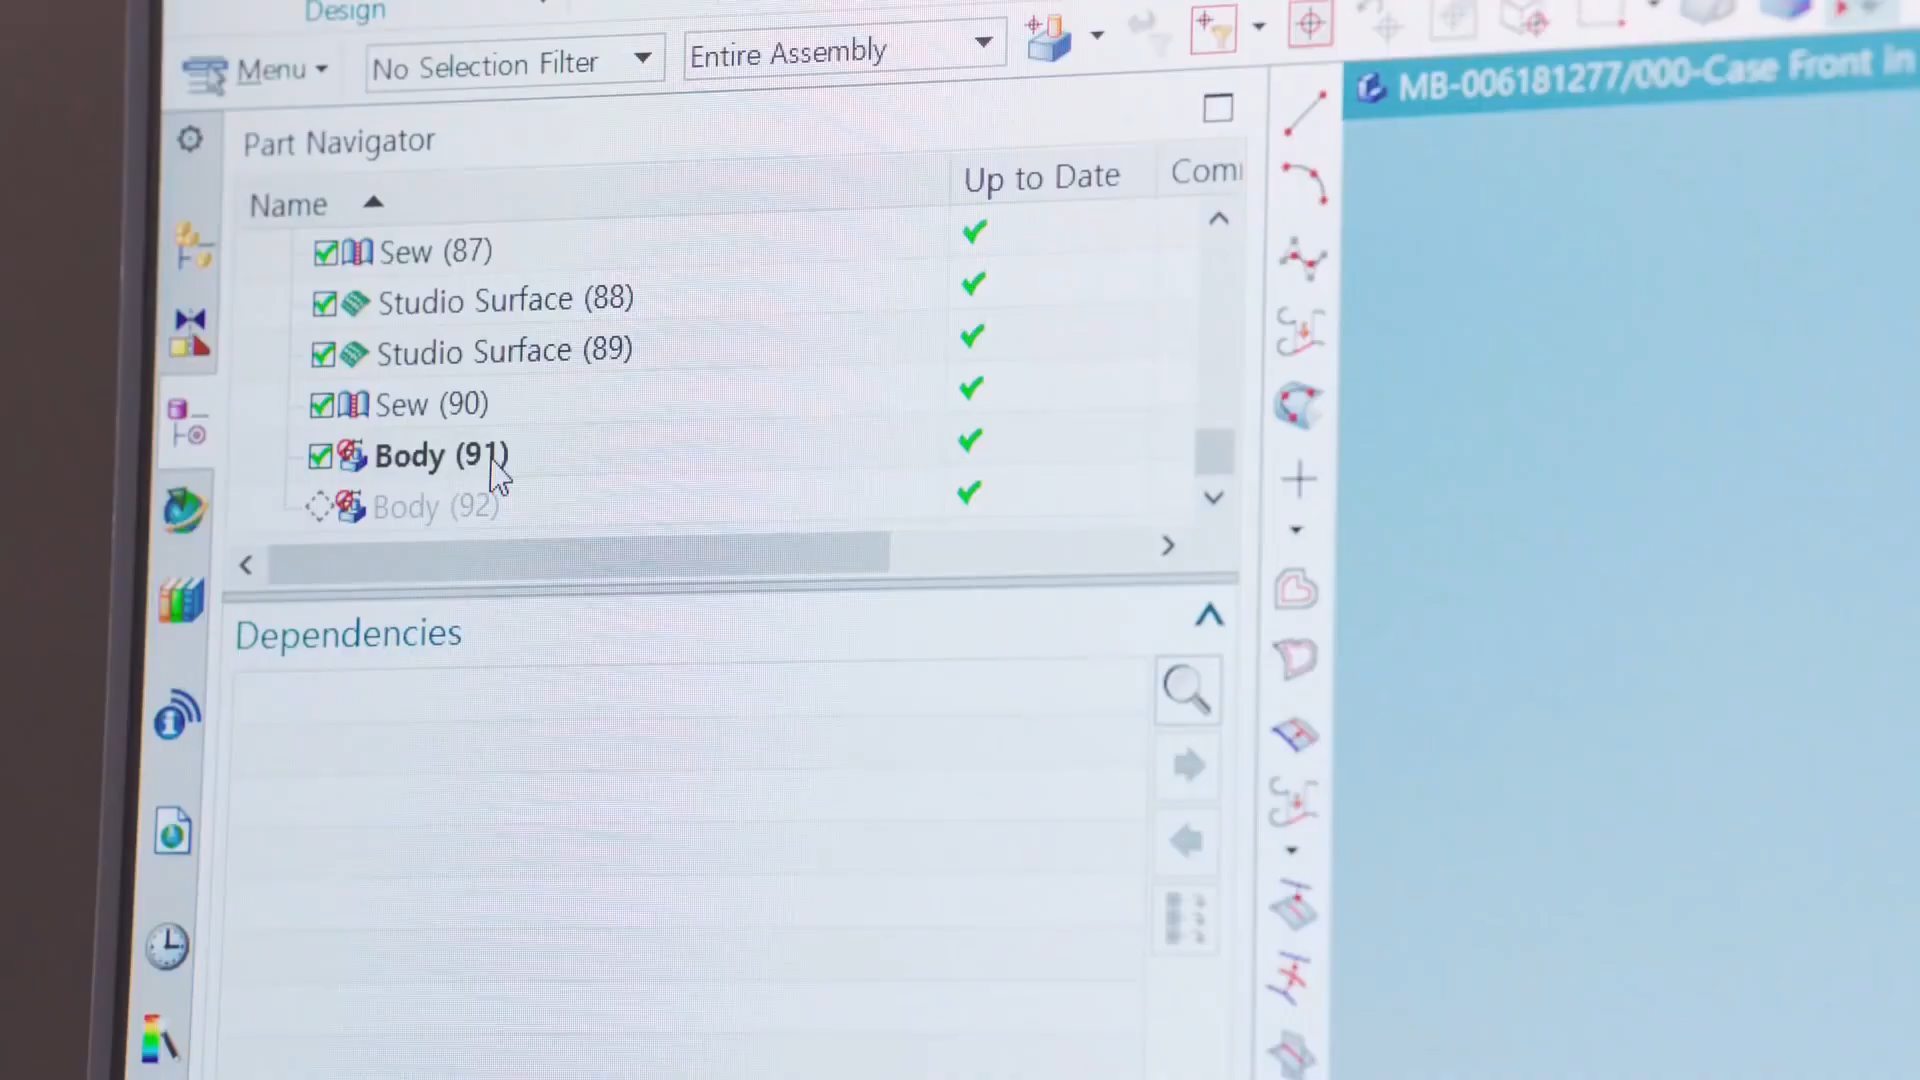 Design
Menu
No Selection Filter
Entire Assembly
MB-006181277/000-Case Front in
Part Navigator
Name
Up to Date
Com
Sew (87)
Studio Surface (88)
Studio Surface (89)
Sew (90)
Body (91)
Body (92)
Dependencies